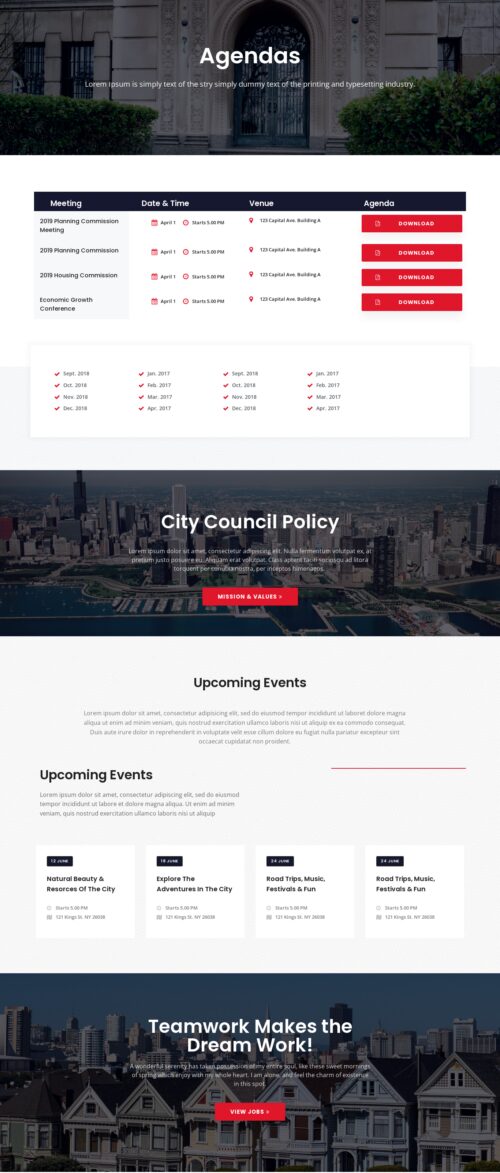 Agendas
Lorem Ipsum is simply text of the stry simply dummy text of the printing and typesetting industry.
Meeting Date & Time Venue Agenda
2019 Planning Commission
Meeting
April 1 Starts 5.00 PM 123 Capital Ave. Building A DOWNLOAD
2019 Planning Commission April 1 Starts 5.00 PM 123 Capital Ave. Building A DOWNLOAD
2019 Housing Commission April 1 Starts 5.00 PM 123 Capital Ave. Building A DOWNLOAD
Economic Growth
Conference
April 1 Starts 5.00 PM 123 Capital Ave. Building A DOWNLOAD
Sept. 2018 Jan. 2017 Sept. 2018 Jan. 2017
Oct. 2018 Feb. 2017 Oct. 2018 Feb. 2017
Nov. 2018 Mar. 2017 Nov. 2018 Mar. 2017
Dec. 2018 Apr. 2017 Dec. 2018 Apr. 2017
City Council Policy
Lorem ipsum dolor sit amet, consectetur adipiscing elit. Nulla fermentum volutpat ex, at
pretium justo posuere eu. Aliquam erat volutpat. Class aptent taciti sociosqu ad litora
torquent per conubia nostra, per inceptos himenaeos.
MISSION & VALUES >
Upcoming Events
Lorem ipsum dolor sit amet, consectetur adipiscing elit, sed do eiusmod tempor incididunt ut labore et dolore magna
aliqua ut enim ad minim veniam, quis nostrud exercitation ullamco laboris nisi ut aliquip ex ea commodo consequat.
Duis aute irure dolor in reprehenderit in voluptate velit esse cillum dolore eu fugiat nulla pariatur excepteur sint
occaecat cupidatat non proident.
Upcoming Events
Lorem ipsum dolor sit amet, consectetur adipiscing elit, sed do eiusmod
tempor incididunt ut labore et dolore magna aliqua. Ut enim ad minim
veniam, quis nostrud exercitation ullamco laboris nisi ut aliquip
12 JUNE
Natural Beauty &
Resorces Of The City
Starts 5.00 PM
121 Kings St. NY 26038
18 JUNE
Explore The
Adventures In The City
Starts 5.00 PM
121 Kings St. NY 26038
24 JUNE
Road Trips, Music,
Festivals & Fun
Starts 5.00 PM
121 Kings St. NY 26038
24 JUNE
Road Trips, Music,
Festivals & Fun
Starts 5.00 PM
121 Kings St. NY 26038
Teamwork Makes the
Dream Work!
A wonderful serenity has taken possession of my entire soul, like these sweet mornings
of spring which enjoy with my whole heart. I am alone, and feel the charm of existence
in this spot.
VIEW JOBS >